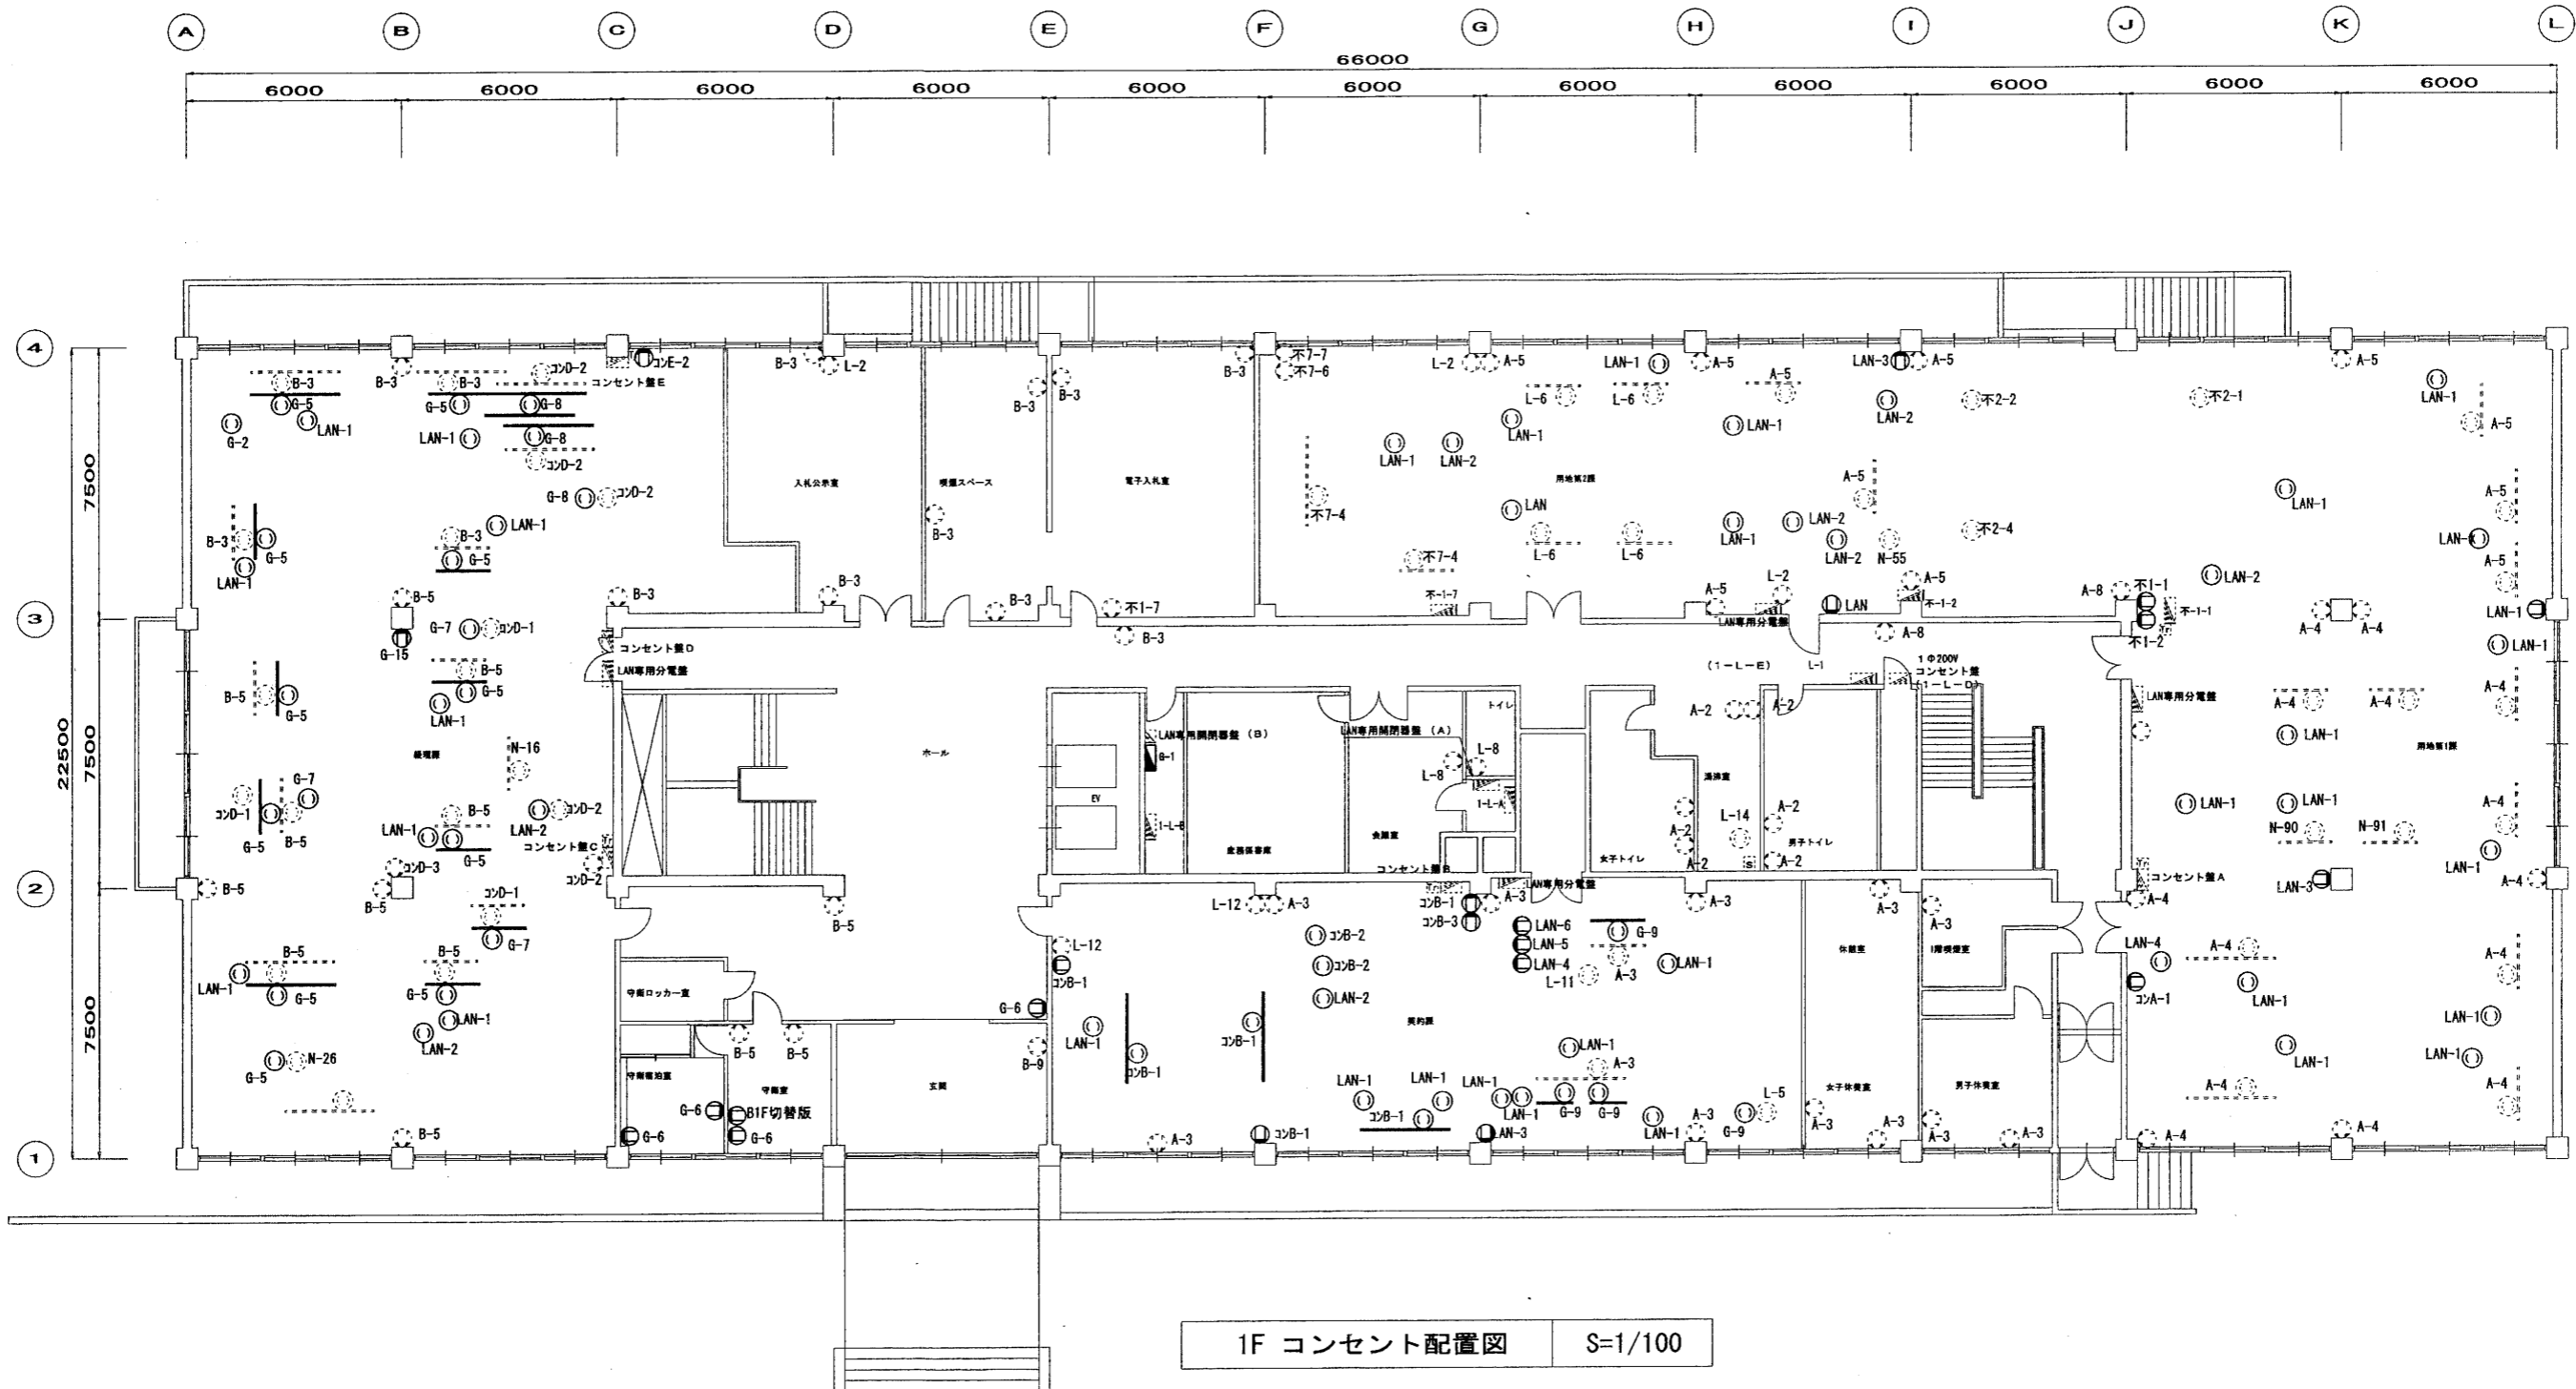 A B C D E F G H I J K L
66000
6000 6000 6000 6000 6000 6000 6000 6000 6000 6000 6000
4
3
2
1
22500
7500
7500
7500
B-3 B-3 B-3 コンD-2 コンE-2 B-3 L-2 B-3 B-3 B-3 不7-7 L-2 A-5 LAN-1 A-5 LAN-3 A-5 A-5
コンセント盤E 不7-6
G-5 G-5 G-8 L-6 L-6 A-5 LAN-2 不2-2 不2-1 LAN-1
G-2 LAN-1 LAN-1 G-8 LAN-1 LAN-1 A-5
コンD-2 LAN-1 LAN-2
入札公示室 喫煙スペース 電子入札室 用地第2課
G-8 コンD-2 B-3 不7-4 LAN A-5 LAN-1 A-5
B-3 G-5 B-3 LAN-1 L-6 L-6 LAN-1 LAN-2 LAN-2 不2-4 LAN-1
LAN-1 G-5 不7-4 N-55 LAN-2 A-5
B-5 B-3 B-3 B-3 不1-7 不-1-7 A-5 L-2 LAN A-5 不-1-2 A-8 不1-1 不-1-1 A-4 A-4 LAN-1
G-15 G-7 コンD-1 B-3 LAN専用分電盤 A-8 不1-2 LAN-1
コンセント盤D
LAN専用分電盤 (1-L-E) L-1 1Φ200V
コンセント盤
(1-L-D)
B-5 G-5 B-5 G-5 LAN-1 トイレ A-2 A-2 LAN専用分電盤 A-4 A-4 A-4
経理課 N-16 ホール LAN専用開閉器盤 (B) LAN専用開閉器盤 (A) L-8 LAN-1 用地第1課
G-1 L-8 湯沸室
コンD-1 G-7 G-5 B-5 B-5 コンD-2 LAN-2 EV 1-L-B 1-L-A A-2 A-2 LAN-1 LAN-1 A-4
LAN-1 G-5 コンセント盤C 会議室 L-14 男子トイレ N-90 N-91
女子トイレ A-2 S A-2 LAN-1
コンD-3 コンD-2 コンセント盤B LAN専用分電盤 コンセント盤A
B-5 B-5 コンD-1 B-5 L-12 A-3 コンB-1 A-3 A-3 A-3 A-3 A-4 LAN-3 A-4
G-7 L-12 コンB-2 コンB-3 LAN-6 G-9 1階喫煙室
B-5 B-5 コンB-1 コンB-2 LAN-5 LAN-4 A-3 LAN-1 LAN-4 A-4 A-4
LAN-1 G-5 G-5 守衛ロッカー室 LAN-2 L-11 休憩室 コンA-1 LAN-1
LAN-1 LAN-2 G-6 LAN-1 コンB-1 契約課 LAN-1
G-5 N-26 B-5 B-5 B-9 コンB-1 LAN-1 A-3 LAN-1 LAN-1
守衛宿泊室 守衛室 玄関 女子休養室 男子休養室
G-6 B1F切替版 LAN-1 LAN-1 LAN-1 LAN-1 G-9 G-9 L-5 A-4 A-4
B-5 G-6 G-6 A-3 コンB-1 コンB-1 LAN-3 LAN-1 A-3 G-9 A-3 A-3 A-3 A-3 A-4 A-4
1F コンセント配置図 S=1/100